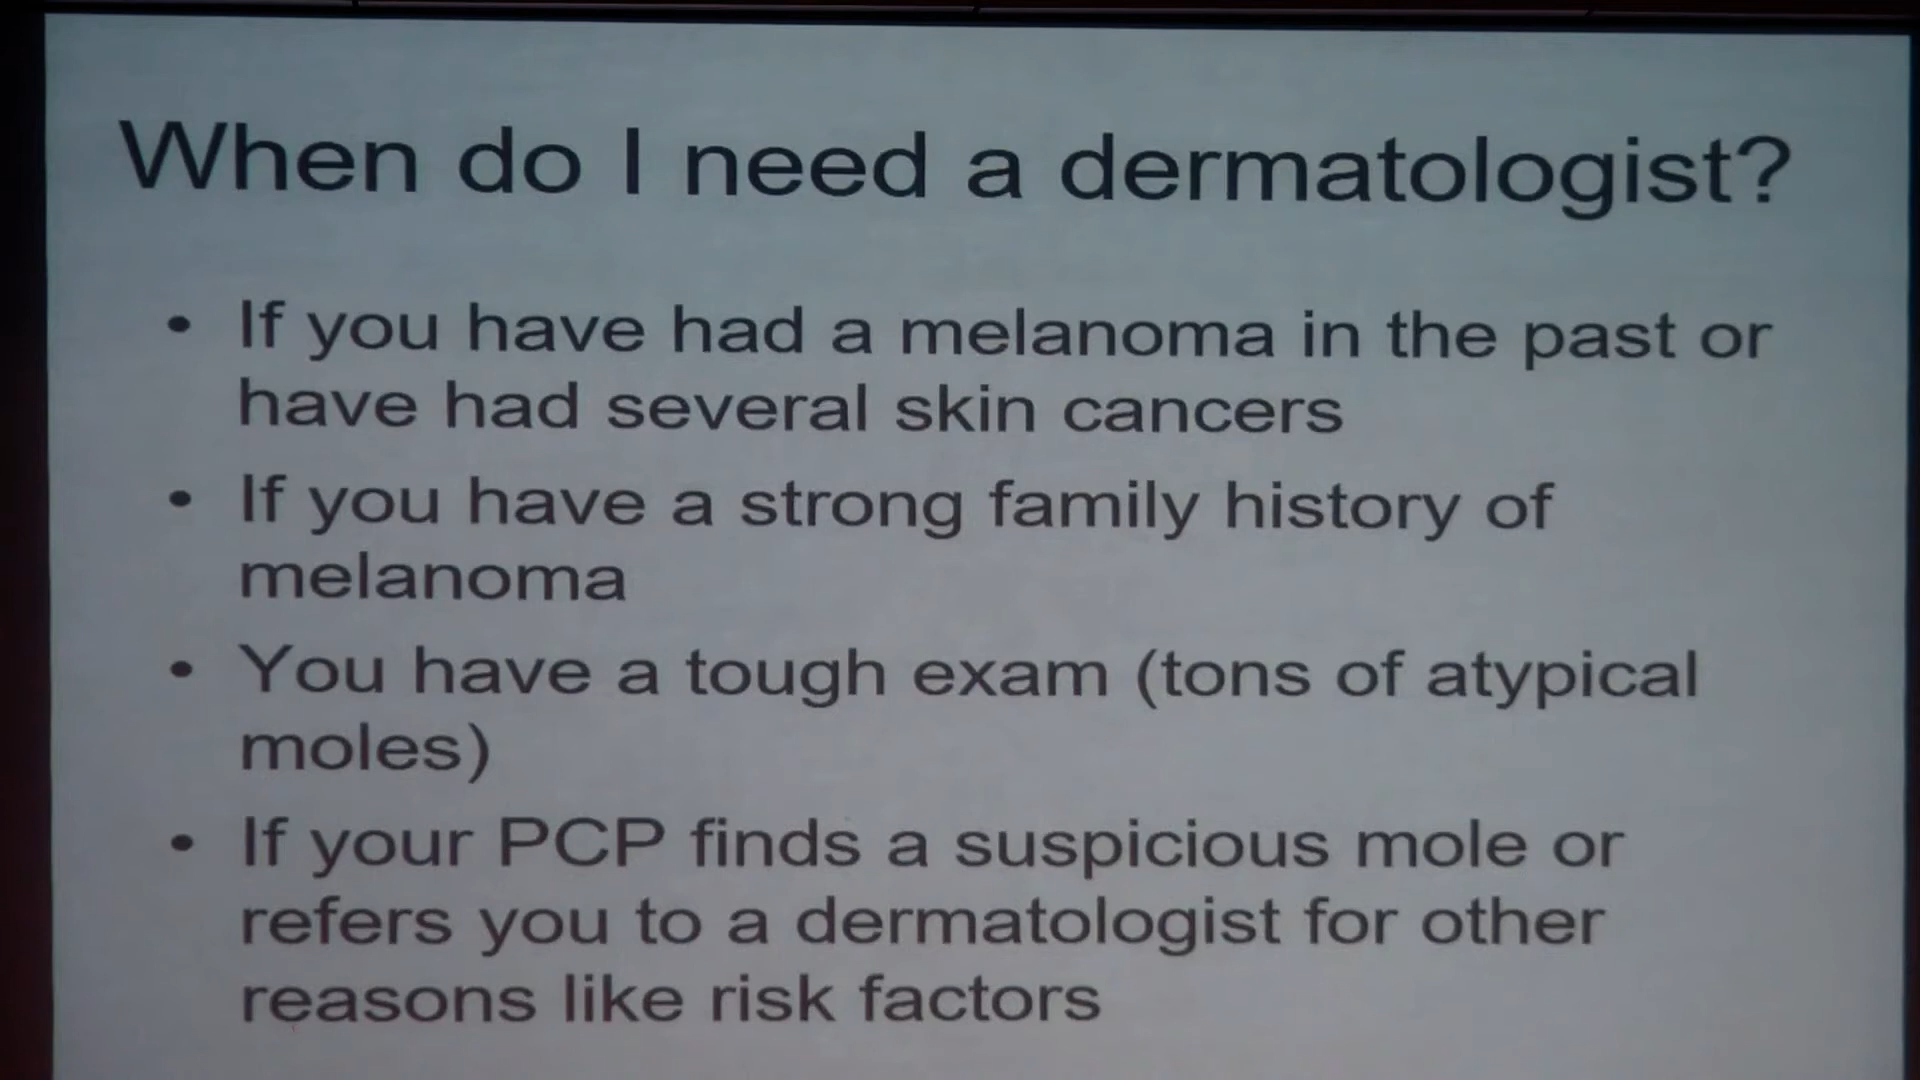 When do I need a dermatologist?
• If you have had a melanoma in the past or
have had several skin cancers
• If you have a strong family history of
melanoma
• You have a tough exam (tons of atypical
moles)
• If your PCP finds a suspicious mole or
refers you to a dermatologist for other
reasons like risk factors